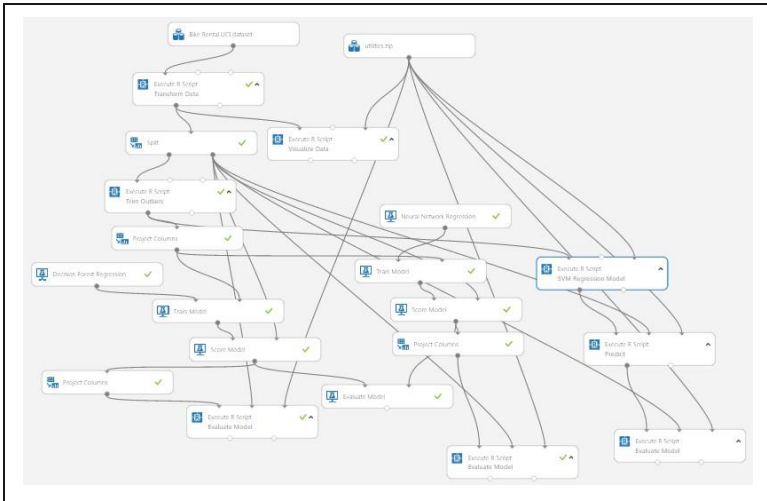 Bike Rental UCI dataset
utilities.zip
Execute R Script
Transform Data
Split
Execute R Script
Visualize Data
Execute R Script
Trim Outliers
Neural Network Regression
Project Columns
Decision Forest Regression
Train Model
Execute R Script
SVM Regression Model
Train Model
Score Model
Score Model
Project Columns
Execute R Script
Predict
Project Columns
Evaluate Model
Execute R Script
Evaluate Model
Execute R Script
Evaluate Model
Execute R Script
Evaluate Model